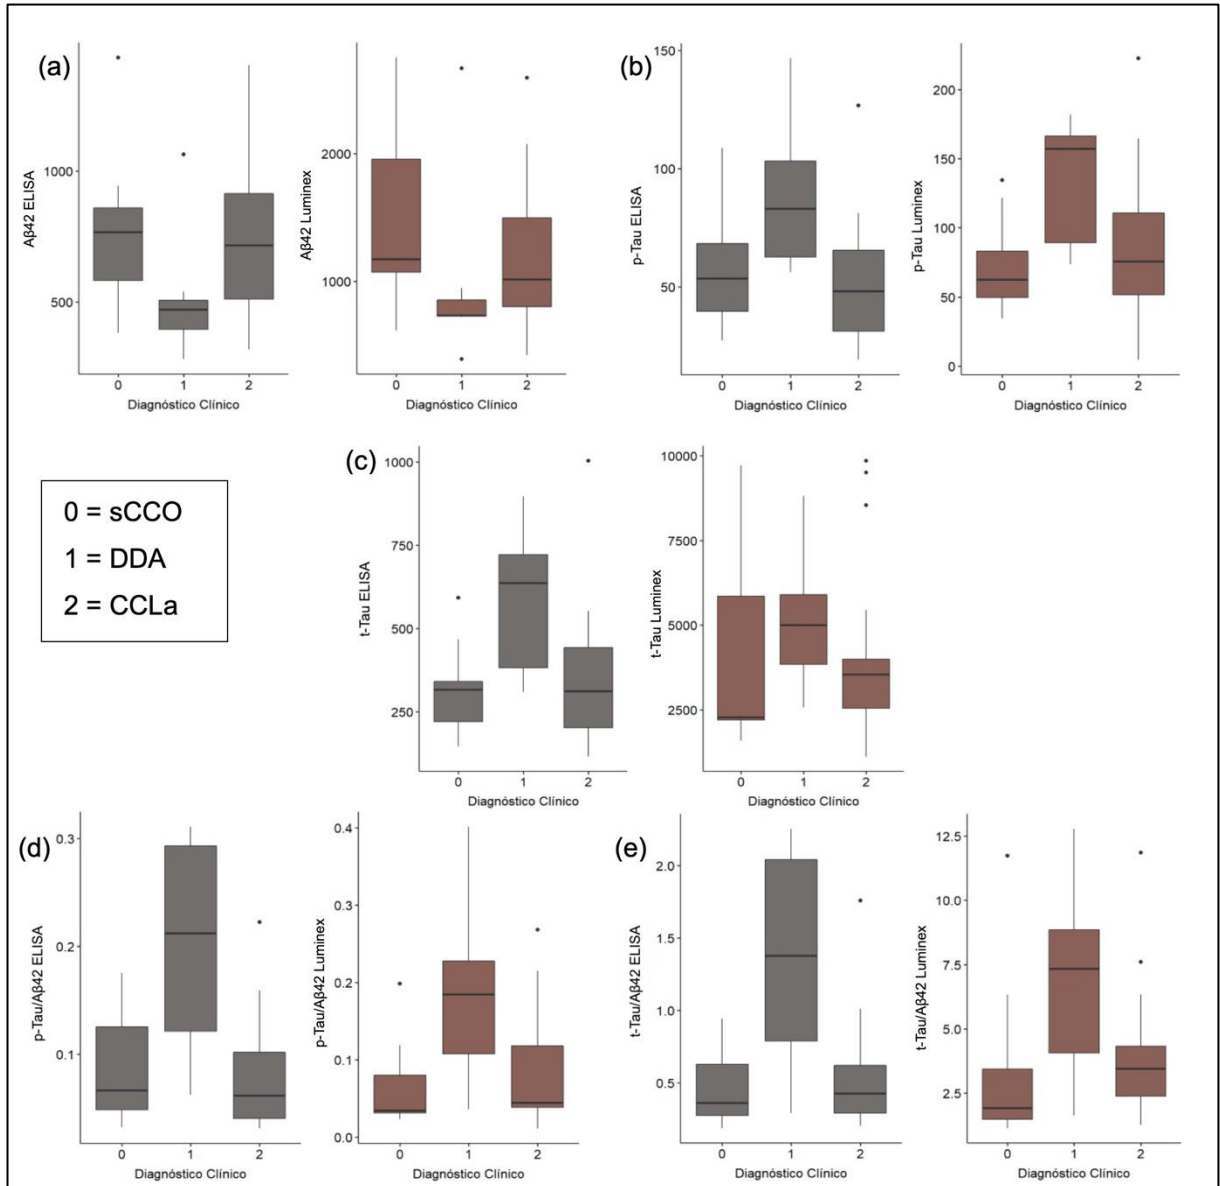 (a)
Aβ42 ELISA
1000
500
0 1 2
Diagnóstico Clínico
Aβ42 Luminex
2000
1000
0 1 2
Diagnóstico Clínico
(b)
p-Tau ELISA
150
100
50
0 1 2
Diagnóstico Clínico
p-Tau Luminex
200
150
100
50
0
0 1 2
Diagnóstico Clínico
0 = sCCO
1 = DDA
2 = CCLa
(c)
t-Tau ELISA
1000
750
500
250
0 1 2
Diagnóstico Clínico
t-Tau Luminex
10000
7500
5000
2500
0 1 2
Diagnóstico Clínico
(d)
p-Tau/Aβ42 ELISA
0.3
0.2
0.1
0 1 2
Diagnóstico Clínico
p-Tau/Aβ42 Luminex
0.4
0.3
0.2
0.1
0.0
0 1 2
Diagnóstico Clínico
(e)
t-Tau/Aβ42 ELISA
2.0
1.5
1.0
0.5
0 1 2
Diagnóstico Clínico
t-Tau/Aβ42 Luminex
12.5
10.0
7.5
5.0
2.5
0 1 2
Diagnóstico Clínico